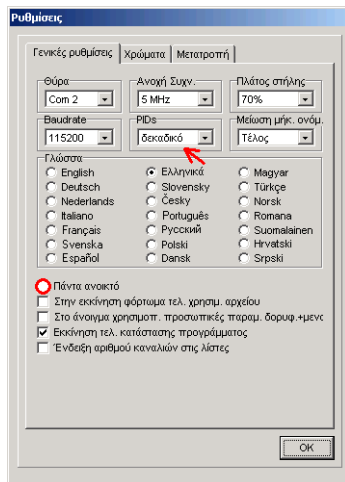 Ρυθμίσεις
Γενικές ρυθμίσεις Χρώματα Μετατροπή
Θύρα Ανοχή Συχν. Πλάτος στήλης
Com 2 5 MHz 70%
Baudrate PIDs Μείωση μήκ. ονόμ.
115200 δεκαδικό Τέλος
Γλώσσα
English Ελληνικά Magyar
Deutsch Slovensky Türkçe
Nederlands Česky Norsk
Italiano Português Romana
Français Русский Suomalainen
Svenska Polski Hrvatski
Español Dansk Srpski
Πάντα ανοικτό
Στην εκκίνηση φόρτωμα τελ. χρησιμ. αρχείου
Στο άνοιγμα χρησιμοπ. προσωπικές παραμ. δορυφ.+μενο
Εκκίνηση τελ. κατάστασης προγράμματος
Ένδειξη αριθμού καναλιών στις λίστες
OK